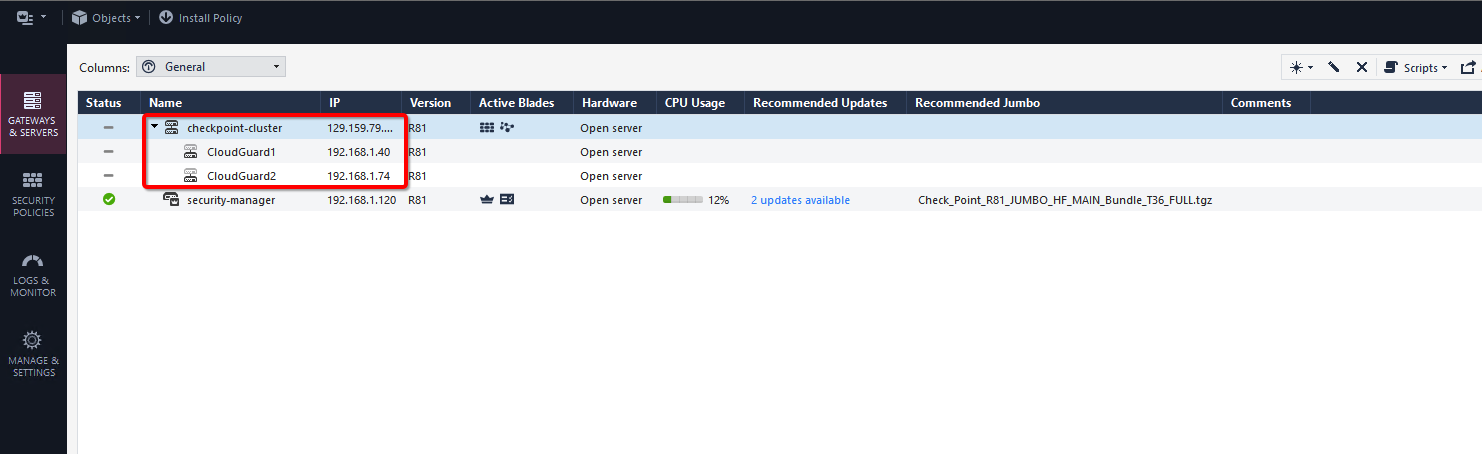 Objects Install Policy
Columns: General Scripts
Status Name IP Version Active Blades Hardware CPU Usage Recommended Updates Recommended Jumbo Comments
checkpoint-cluster 129.159.79.... R81 Open server
CloudGuard1 192.168.1.40 R81 Open server
CloudGuard2 192.168.1.74 R81 Open server
security-manager 192.168.1.120 R81 Open server 12% 2 updates available Check_Point_R81_JUMBO_HF_MAIN_Bundle_T36_FULL.tgz
GATEWAYS
& SERVERS
SECURITY
POLICIES
LOGS &
MONITOR
MANAGE &
SETTINGS